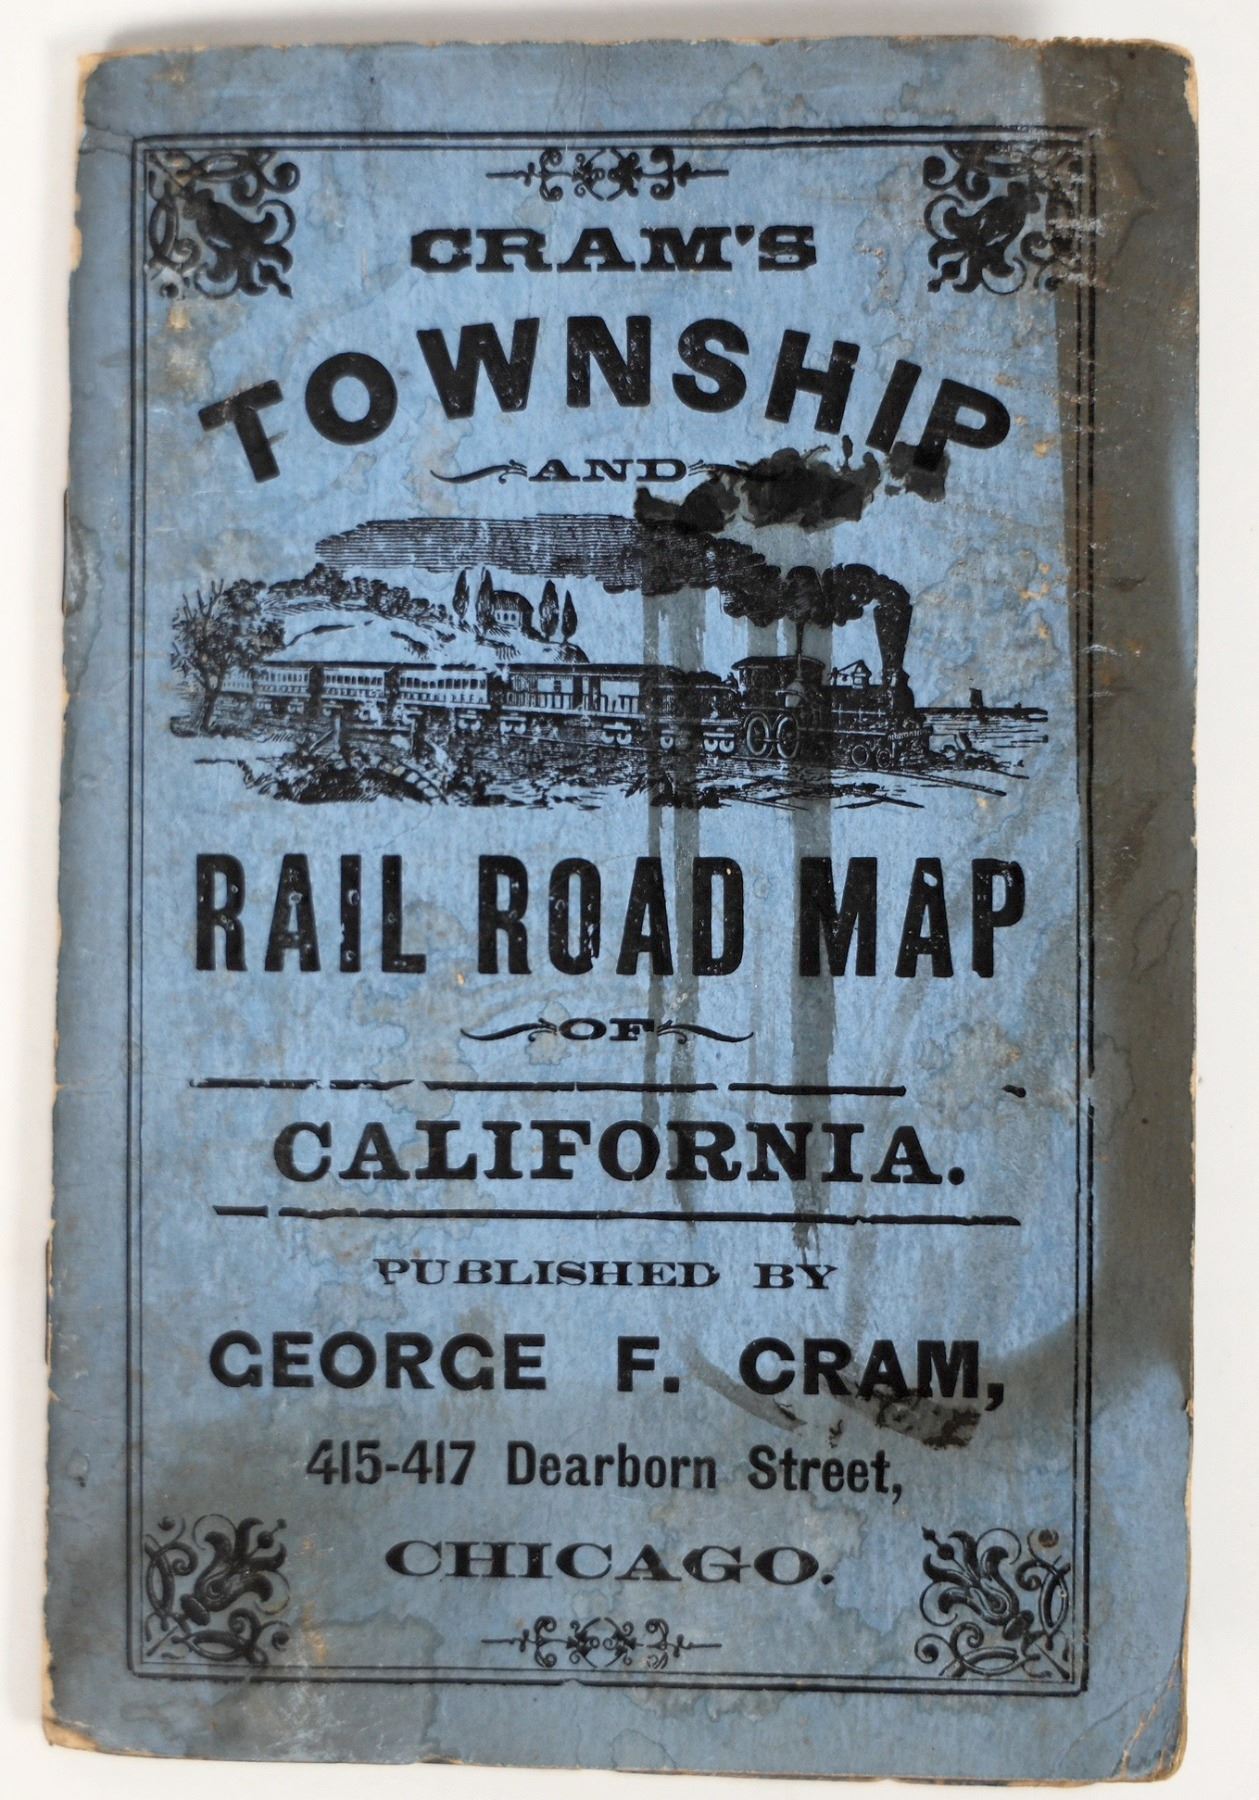 CRAM'S
TOWNSHIP
AND
RAIL ROAD MAP
OF
CALIFORNIA.
PUBLISHED BY
GEORGE F. CRAM,
415-417 Dearborn Street,
CHICAGO.